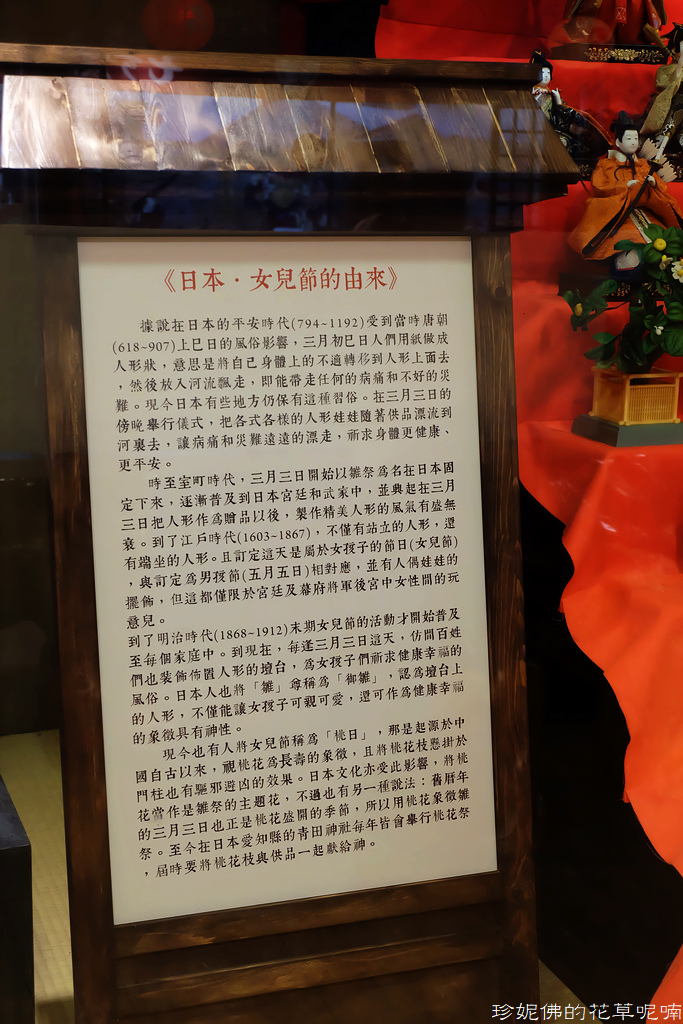 《日本·女兒節的由來》
據說在日本的平安時代(794~1192)受到當時唐朝
(618~907)上巳日的風俗影響，三月初巳日人們用紙做成
人形狀，意思是將自己身體上的不適轉移到人形上面去
，然後放入河流飄走，即能帶走任何的病痛和不好的災
難。現今日本有些地方仍保有這種習俗。在三月三日的
傍晚舉行儀式，把各式各樣的人形娃娃隨著供品漂流到
河裏去，讓病痛和災難遠遠的漂走，祈求身體更健康、
更平安。
時至室町時代，三月三日開始以雛祭為名在日本固
定下來，逐漸普及到日本宮廷和武家中，並興起在三月
三日把人形作為贈品以後，製作精美人形的風氣有盛無
衰。到了江戶時代(1603~1867)，不僅有站立的人形，還
有端坐的人形。且訂定這天是屬於女孩子的節日(女兒節)
，與訂定為男孩節(五月五日)相對應，並有人偶娃娃的
擺飾，但這都僅限於宮廷及幕府將軍後宮中女性間的玩
意兒。
到了明治時代(1868~1912)末期女兒節的活動才開始普及
至每個家庭中。到現在，每逢三月三日這天，仿間百姓
們也裝飾佈置人形的壇台，為女孩子們祈求健康幸福的
風俗。日本人也將「雛」尊稱為「御雛」，認為壇台上
的人形，不僅能讓女孩子可親可愛，還可作為健康幸福
的象徵具有神性。
現今也有人將女兒節稱為「桃日」，那是起源於中
國自古以來，視桃花為長壽的象徵，且將桃花枝懸掛於
門柱也有驅邪避凶的效果。日本文化亦受此影響，將桃
花當作是雛祭的主題花，不過也有另一種說法：舊曆年
的三月三日也正是桃花盛開的季節，所以用桃花象徵雛
祭。至今在日本愛知縣的青田神社每年皆會舉行桃花祭
，屆時要將桃花枝與供品一起獻給神。
珍妮佛的花草呢喃